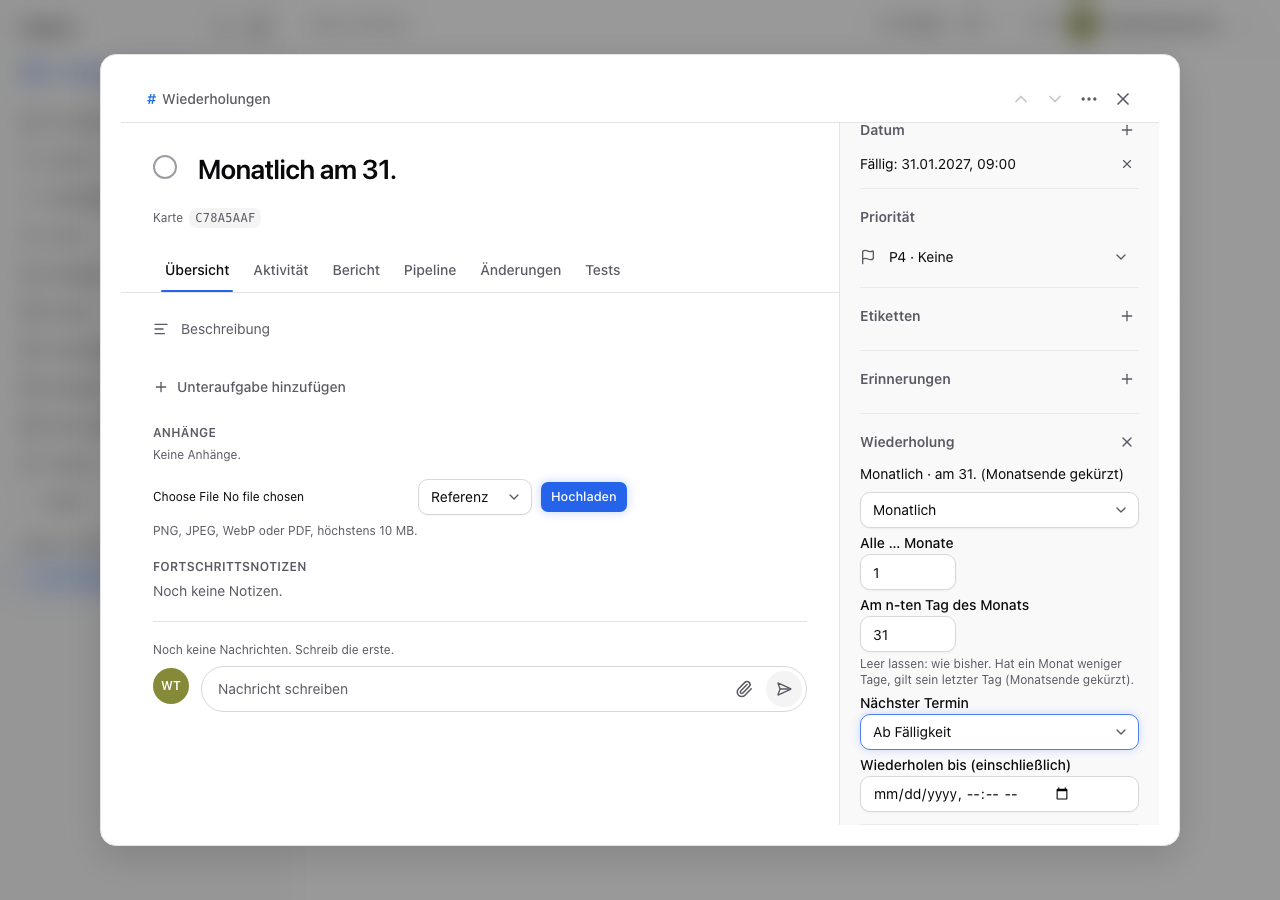 # Wiederholungen
Monatlich am 31.
Karte C78A5AAF
Übersicht Aktivität Bericht Pipeline Änderungen Tests
Beschreibung
Unteraufgabe hinzufügen
ANHÄNGE
Keine Anhänge.
Choose File No file chosen
Referenz
Hochladen
PNG, JPEG, WebP oder PDF, höchstens 10 MB.
FORTSCHRITTSNOTIZEN
Noch keine Notizen.
Noch keine Nachrichten. Schreib die erste.
WT
Nachricht schreiben
Datum
Fällig: 31.01.2027, 09:00
Priorität
P4 · Keine
Etiketten
Erinnerungen
Wiederholung
Monatlich · am 31. (Monatsende gekürzt)
Monatlich
Alle … Monate
1
Am n-ten Tag des Monats
31
Leer lassen: wie bisher. Hat ein Monat weniger
Tage, gilt sein letzter Tag (Monatsende gekürzt).
Nächster Termin
Ab Fälligkeit
Wiederholen bis (einschließlich)
mm/dd/yyyy, --:-- --